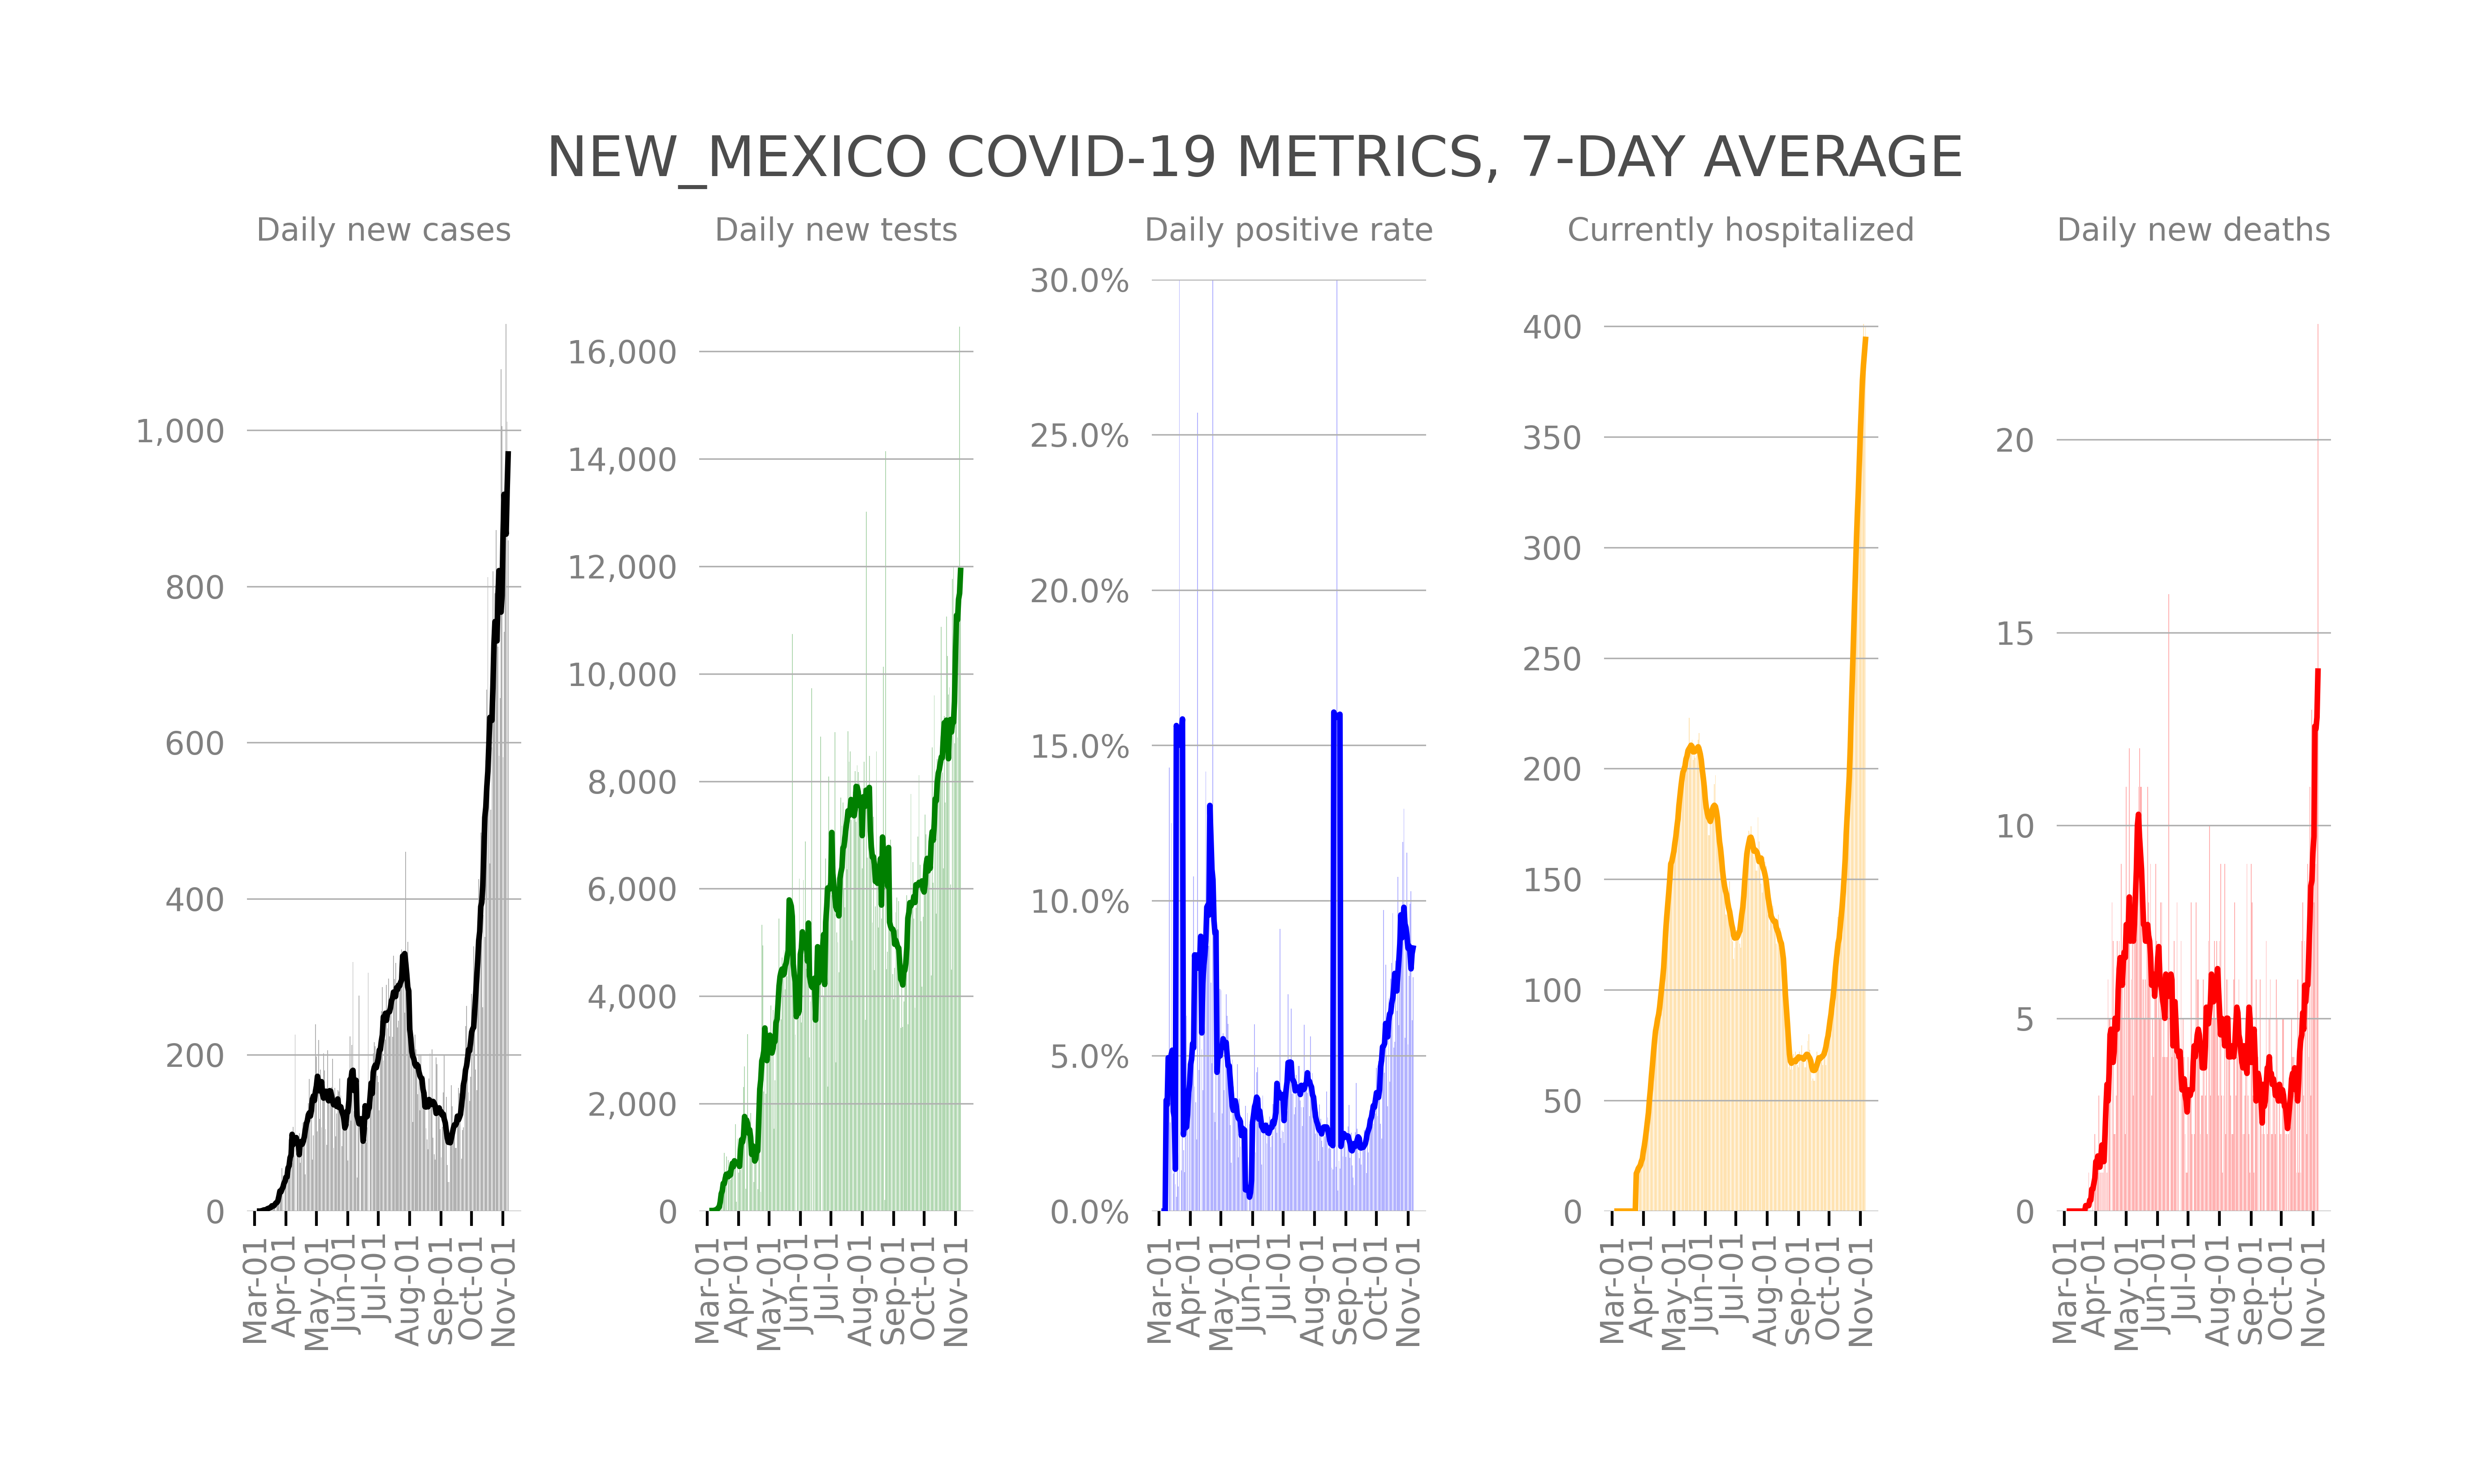 NEW_MEXICO COVID-19 METRICS, 7-DAY AVERAGE
Daily new cases
1,000
800
600
400
200
0
Mar-01
Apr-01
May-01
Jun-01
Jul-01
Aug-01
Sep-01
Oct-01
Nov-01
Daily new tests
16,000
14,000
12,000
10,000
8,000
6,000
4,000
2,000
0
Mar-01
Apr-01
May-01
Jun-01
Jul-01
Aug-01
Sep-01
Oct-01
Nov-01
Daily positive rate
30.0%
25.0%
20.0%
15.0%
10.0%
5.0%
0.0%
Mar-01
Apr-01
May-01
Jun-01
Jul-01
Aug-01
Sep-01
Oct-01
Nov-01
Currently hospitalized
400
350
300
250
200
150
100
50
0
Mar-01
Apr-01
May-01
Jun-01
Jul-01
Aug-01
Sep-01
Oct-01
Nov-01
Daily new deaths
20
15
10
5
0
Mar-01
Apr-01
May-01
Jun-01
Jul-01
Aug-01
Sep-01
Oct-01
Nov-01